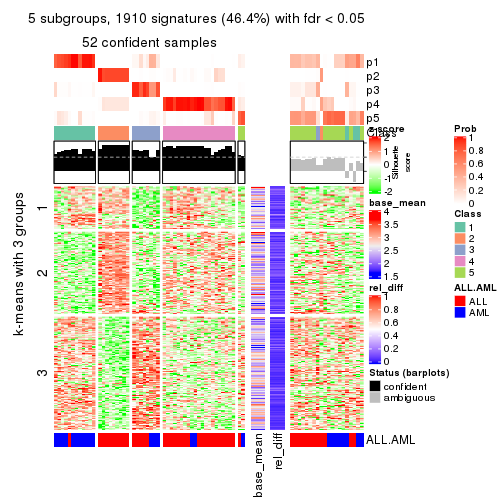 5 subgroups, 1910 signatures (46.4%) with fdr < 0.05
52 confident samples
p1
p2
p3
p4
p5
Class
Silhouette
score
k-means with 3 groups
1
2
3
base_mean
rel_diff
ALL.AML
z-score
2
1
0
-1
-2
base_mean
4
3.5
3
2.5
2
1.5
rel_diff
1
0.8
0.6
0.4
0.2
0
Status (barplots)
confident
ambiguous
Prob
1
0.8
0.6
0.4
0.2
0
Class
1
2
3
4
5
ALL.AML
ALL
AML